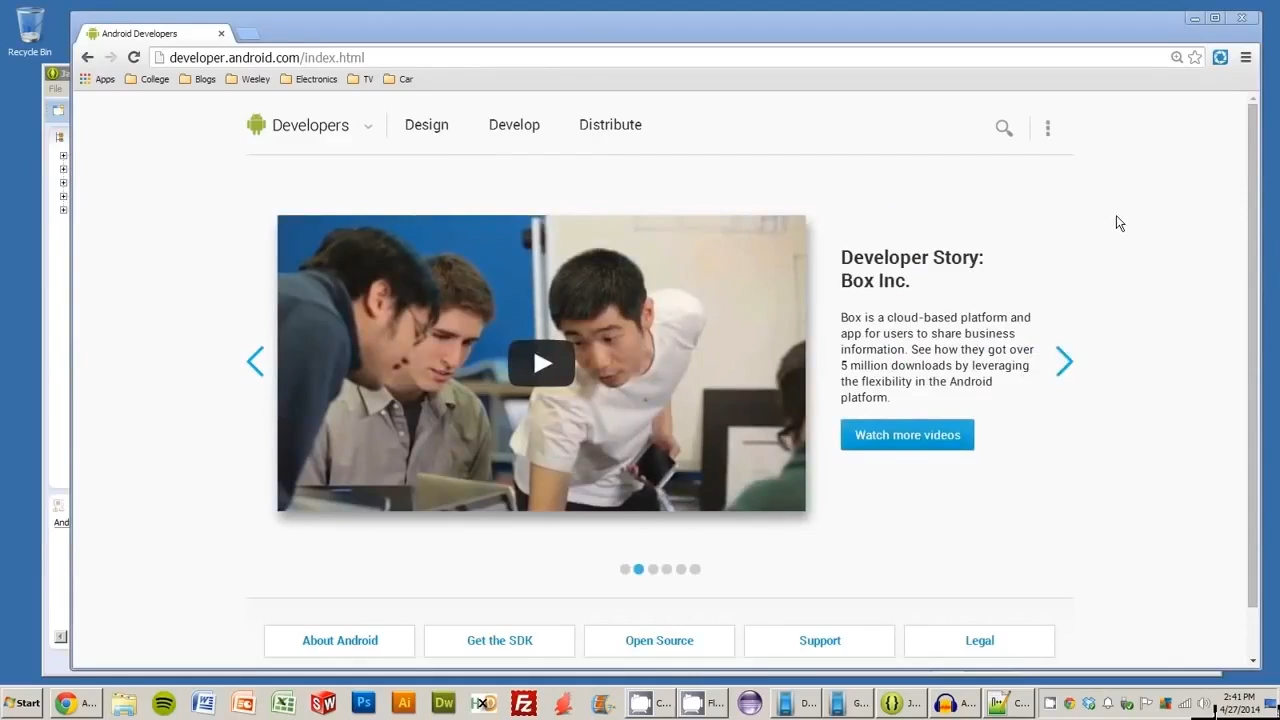 Recycle Bin
Android Developers
developer.android.com/index.html
Apps College Blogs Wesley Electronics TV Car
File
Developers Design Develop Distribute
Developer Story:
Box Inc.
Box is a cloud-based platform and
app for users to share business
information. See how they got over
5 million downloads by leveraging
the flexibility in the Android
platform.
Watch more videos
And
About Android Get the SDK Open Source Support Legal
Start A... C... Fi... D... G... J... A... C...
2:41 PM
4/27/2014